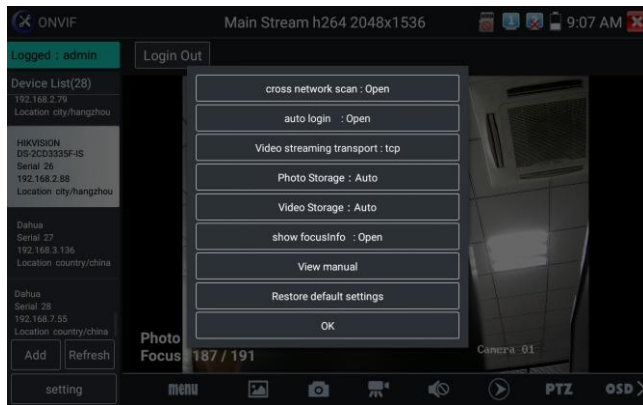 ONVIF
Main Stream h264 2048x1536
9:07 AM
Logged : admin
Login Out
Device List(28)
192.168.2.79
Location city/hangzhou
HIKVISION
DS-2CD3335F-IS
Serial 26
192.168.2.88
Location city/hangzhou
Dahua
Serial 27
192.168.3.136
Location country/china
Dahua
Serial 28
192.168.7.55
Location country/china
Add
Refresh
setting
cross network scan : Open
auto login : Open
Video streaming transport : tcp
Photo Storage : Auto
Video Storage : Auto
show focusInfo : Open
View manual
Restore default settings
OK
Photo
Focus 187 / 191
Camera 01
menu
PTZ
OSD